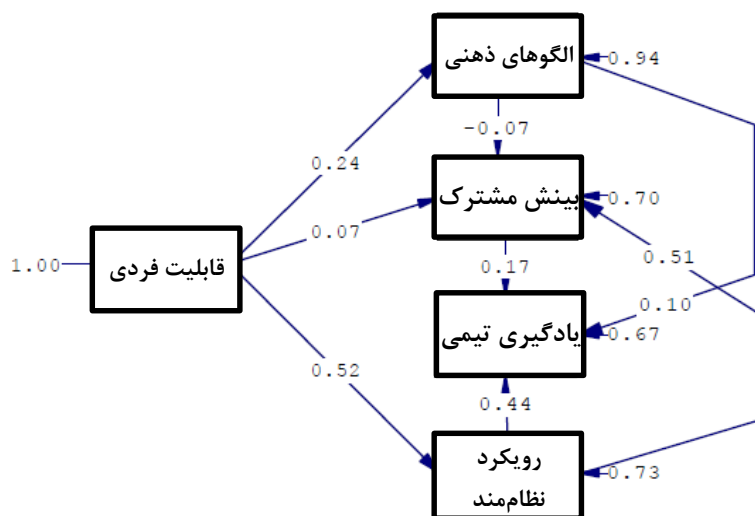 الگوهای ذهنی
0.94
-0.07
0.24
بینش مشترک
0.70
0.07
قابلیت فردی
1.00
0.51
0.17
0.10
یادگیری تیمی
0.67
0.52
0.44
رویکرد
نظام‌مند
0.73